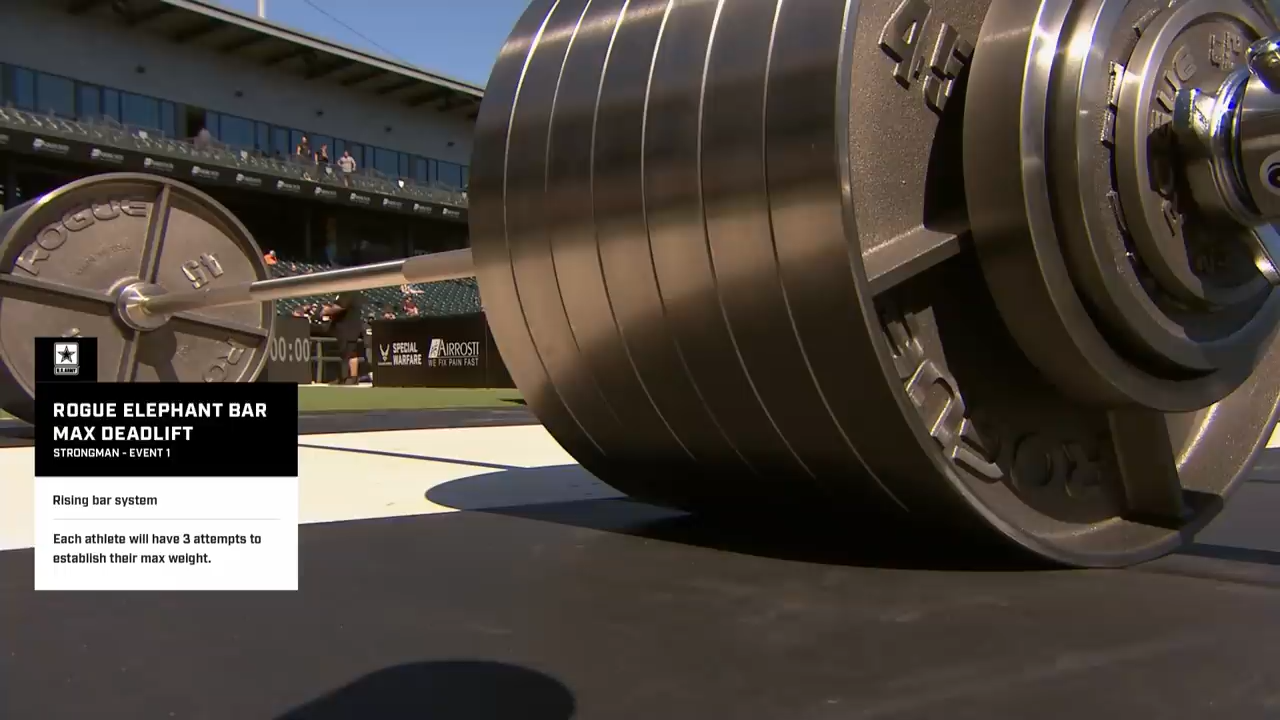 45
ROGUE
45
00:00
SPECIAL
WARFARE
AIRROSTI
WE FIX PAIN FAST
U.S. ARMY
ROGUE ELEPHANT BAR
MAX DEADLIFT
STRONGMAN - EVENT 1
Rising bar system
Each athlete will have 3 attempts to
establish their max weight.